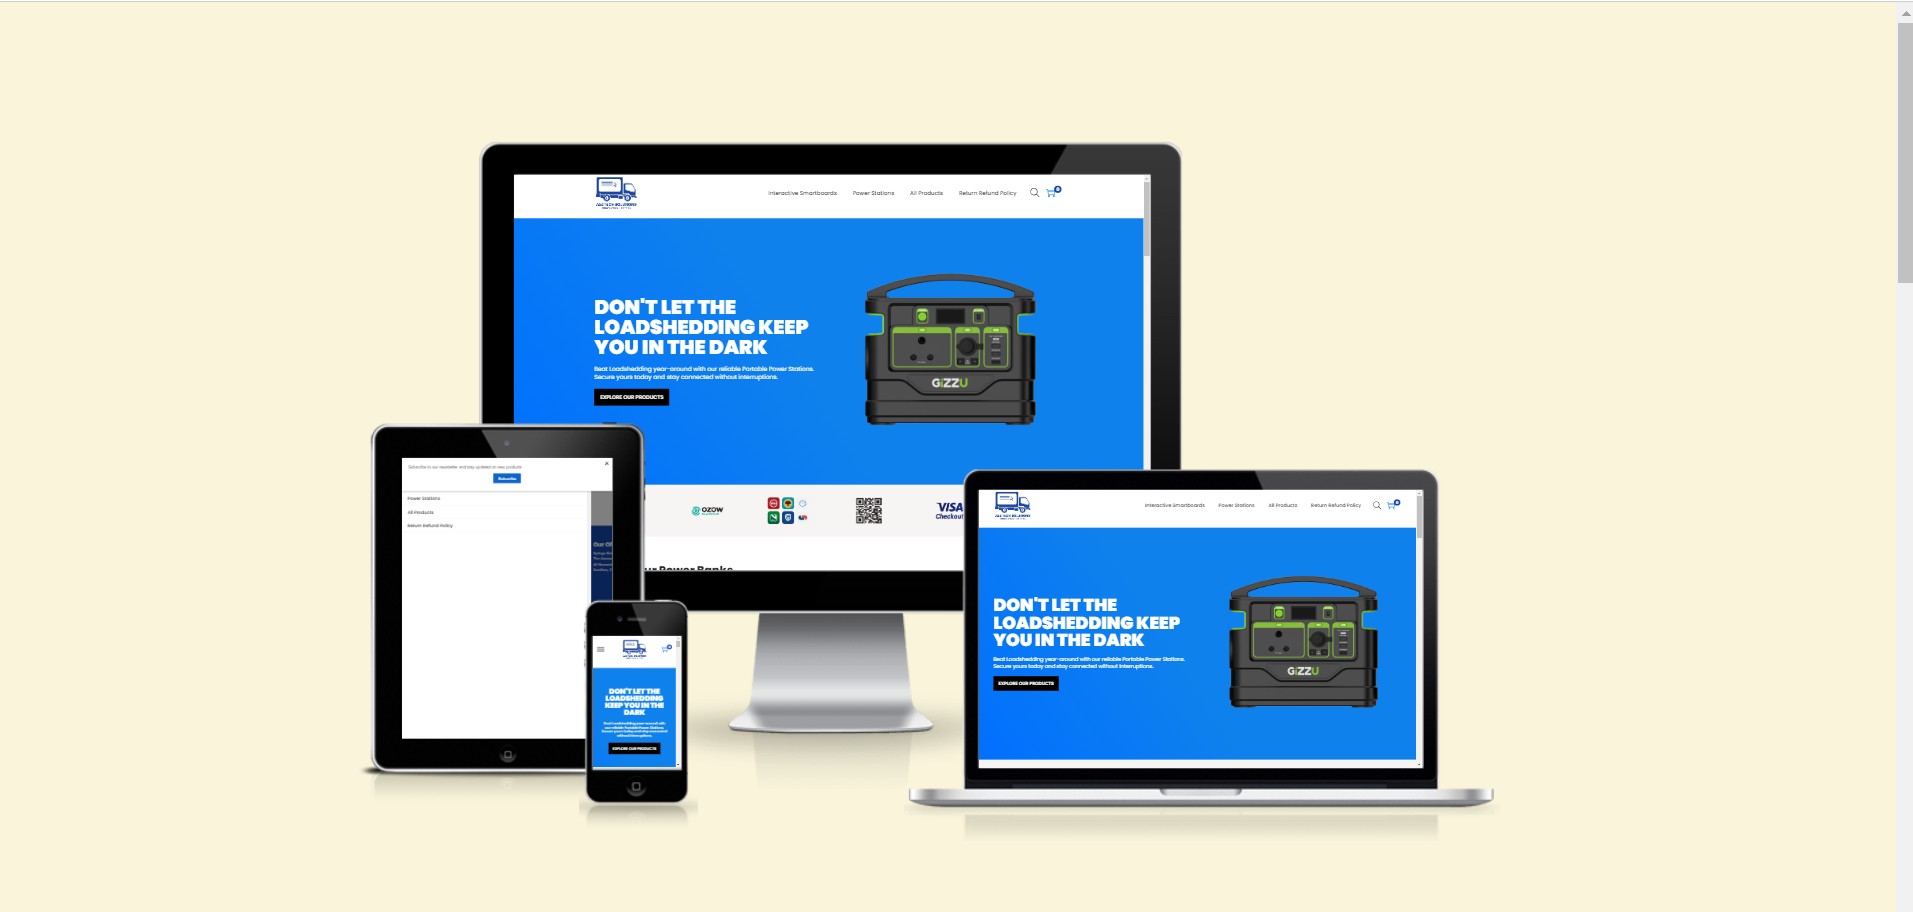 Interactive Smartboards
Power Stations
All Products
Return Refund Policy
0
DON'T LET THE
LOADSHEDDING KEEP
YOU IN THE DARK
Beat Loadshedding year-around with our reliable Portable Power Stations.
Secure yours today and stay connected without interruptions.
EXPLORE OUR PRODUCTS
GIZZU
OZOW
VISA
Checkout
ur Power Banks
Subscribe to our newsletter and stay updated on new products
Subscribe
Power Stations
All Products
Return Refund Policy
DON'T LET THE
LOADSHEDDING
KEEP YOU IN THE
DARK
Beat Loadshedding year-around with
our reliable Portable Power Stations.
Secure yours today and stay connected
without interruptions.
EXPLORE OUR PRODUCTS
Interactive Smartboards
Power Stations
All Products
Return Refund Policy
0
DON'T LET THE
LOADSHEDDING KEEP
YOU IN THE DARK
Beat Loadshedding year-around with our reliable Portable Power Stations.
Secure yours today and stay connected without interruptions.
EXPLORE OUR PRODUCTS
GIZZU